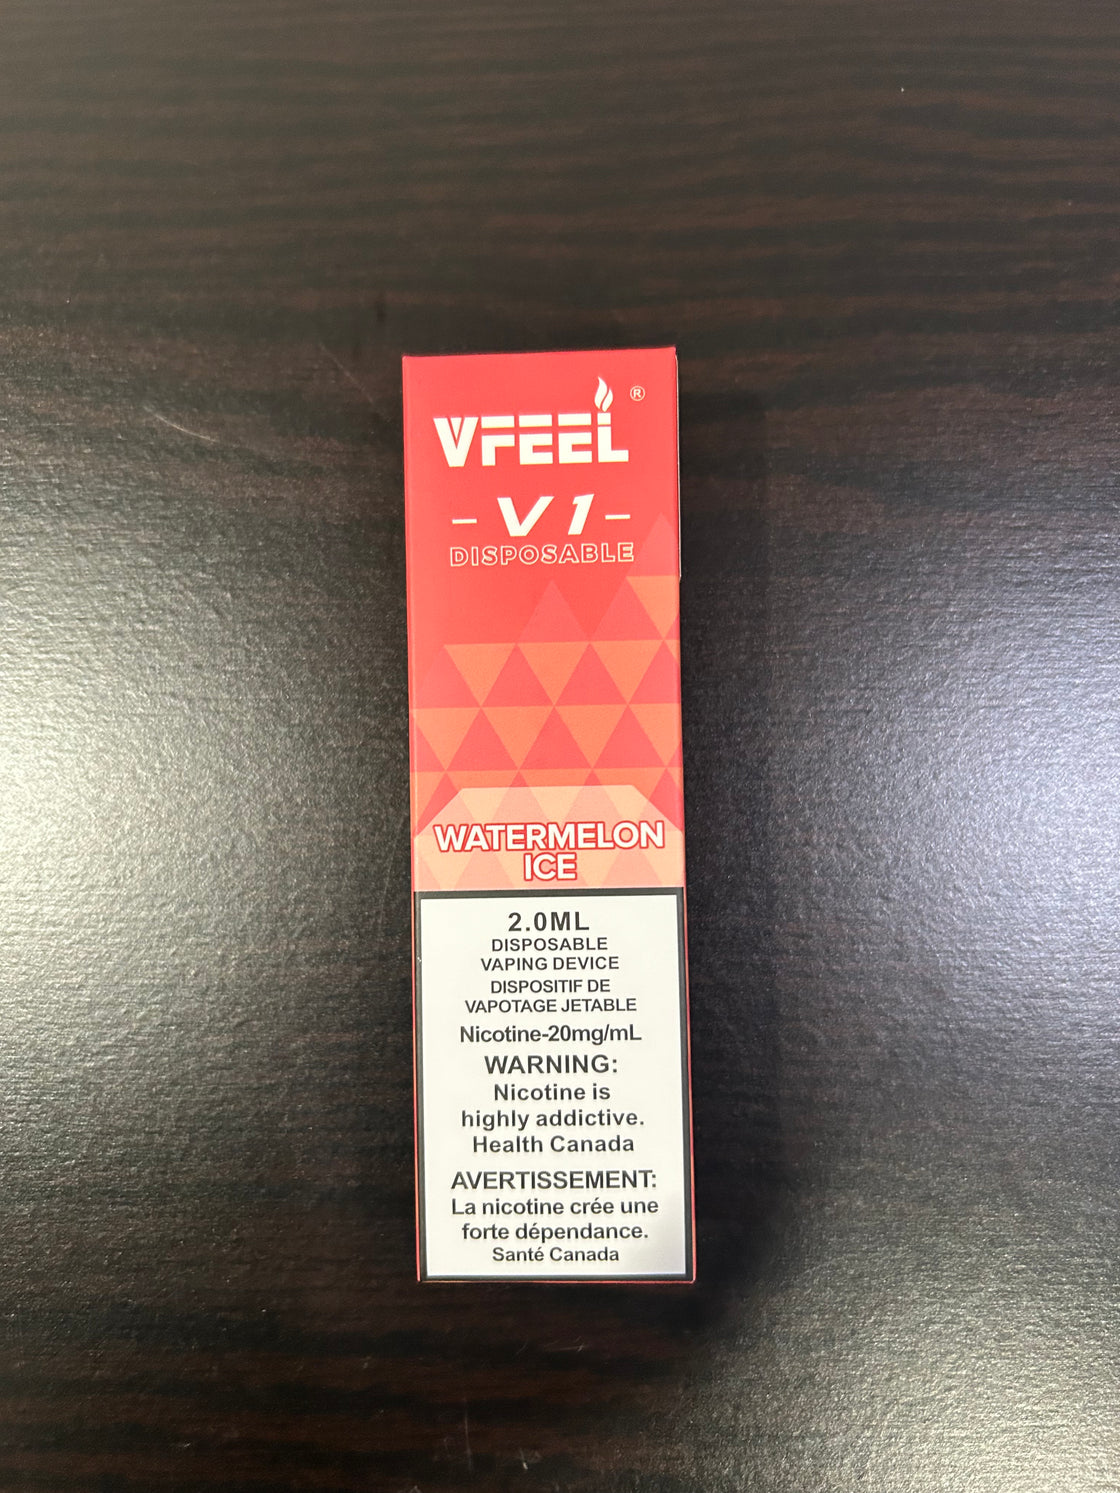 VFEEL ®
- V1 -
DISPOSABLE
WATERMELON
ICE
2.0ML
DISPOSABLE
VAPING DEVICE
DISPOSITIF DE
VAPOTAGE JETABLE
Nicotine-20mg/mL
WARNING:
Nicotine is
highly addictive.
Health Canada
AVERTISSEMENT:
La nicotine crée une
forte dépendance.
Santé Canada